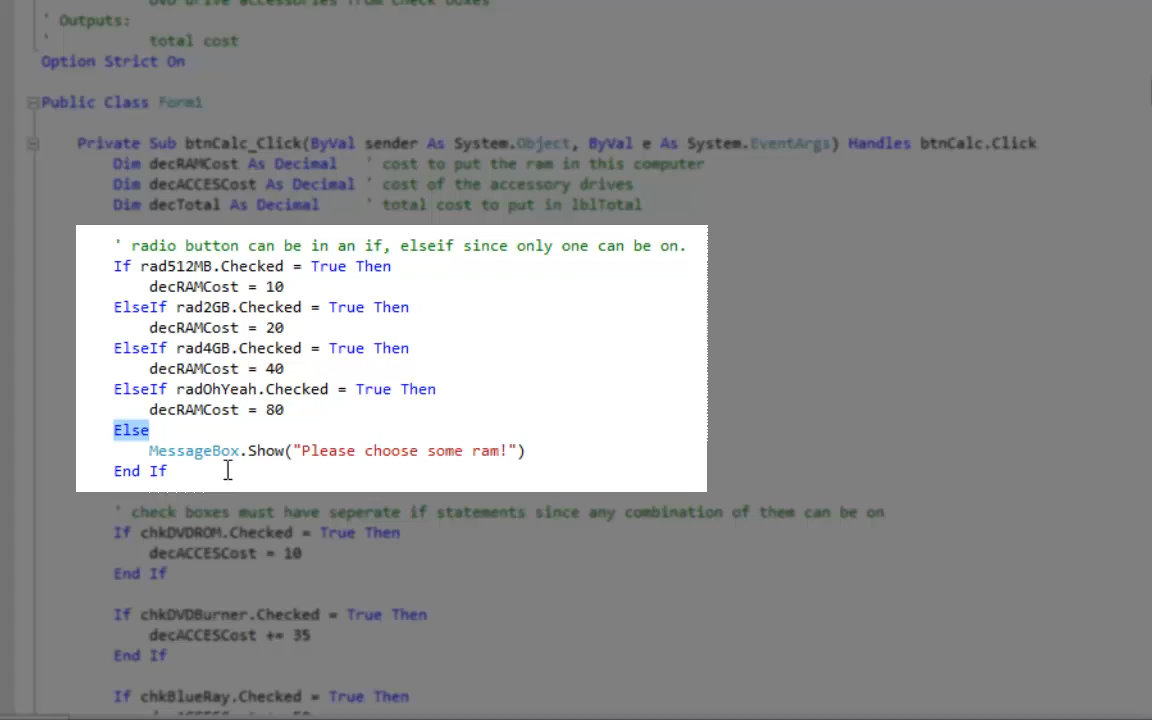 DVD drive accessories from check boxes
' Outputs:
'          total cost
Option Strict On
Public Class Form1
Private Sub btnCalc_Click(ByVal sender As System.Object, ByVal e As System.EventArgs) Handles btnCalc.Click
Dim decRAMCost As Decimal   ' cost to put the ram in this computer
Dim decACCESCost As Decimal ' cost of the accessory drives
Dim decTotal As Decimal     ' total cost to put in lblTotal
' radio button can be in an if, elseif since only one can be on.
If rad512MB.Checked = True Then
decRAMCost = 10
ElseIf rad2GB.Checked = True Then
decRAMCost = 20
ElseIf rad4GB.Checked = True Then
decRAMCost = 40
ElseIf radOhYeah.Checked = True Then
decRAMCost = 80
Else
MessageBox.Show("Please choose some ram!")
End If
' check boxes must have seperate if statements since any combination of them can be on
If chkDVDROM.Checked = True Then
decACCESCost = 10
End If
If chkDVDBurner.Checked = True Then
decACCESCost += 35
End If
If chkBlueRay.Checked = True Then